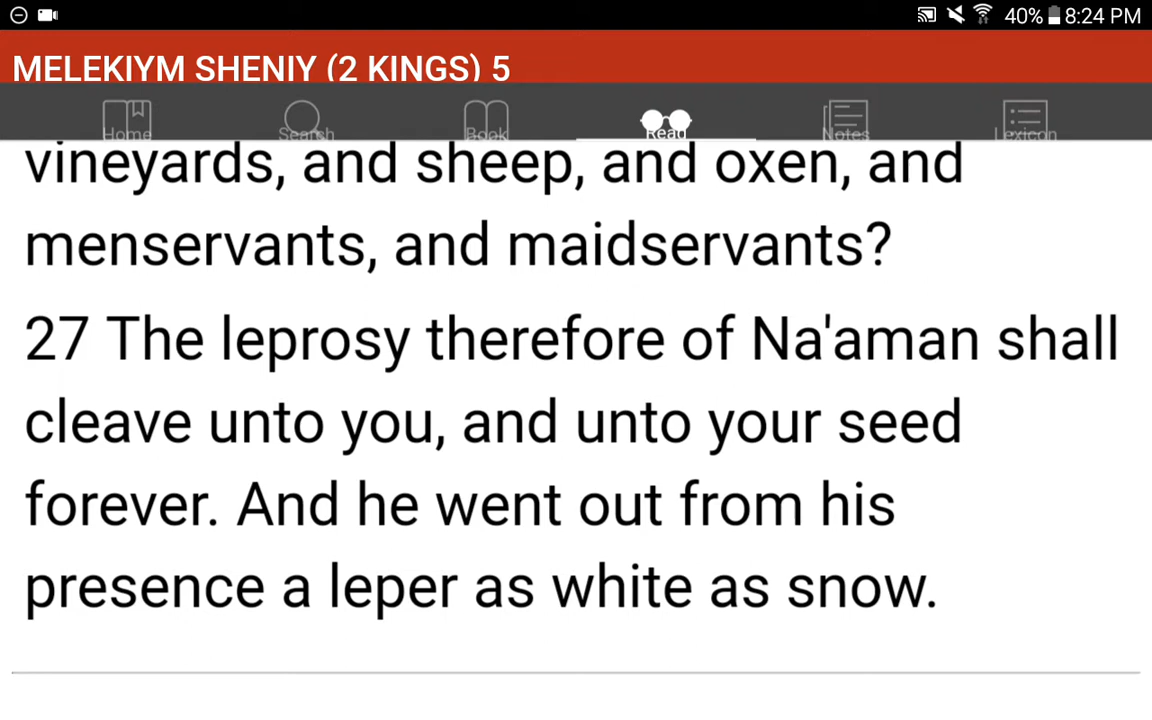 40% 8:24 PM
MELEKIYM SHENIY (2 KINGS) 5
Home Search Book Read Notes Lexicon
vineyards, and sheep, and oxen, and
menservants, and maidservants?
27 The leprosy therefore of Na'aman shall
cleave unto you, and unto your seed
forever. And he went out from his
presence a leper as white as snow.